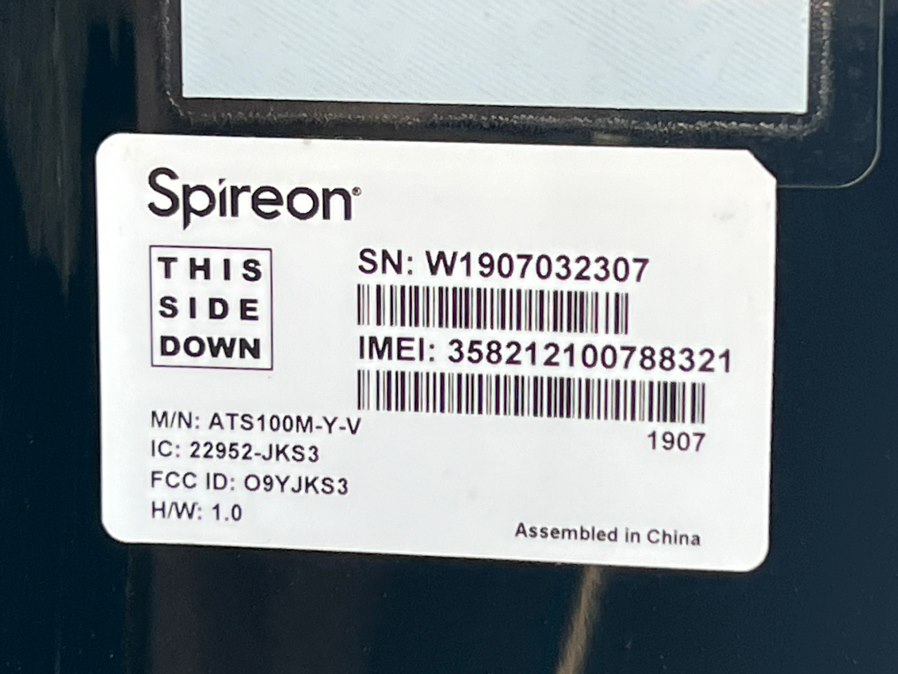 Spireon®
THIS
SIDE
DOWN
SN: W1907032307
IMEI: 358212100788321
1907
M/N: ATS100M-Y-V
IC: 22952-JKS3
FCC ID: O9YJKS3
H/W: 1.0
Assembled in China